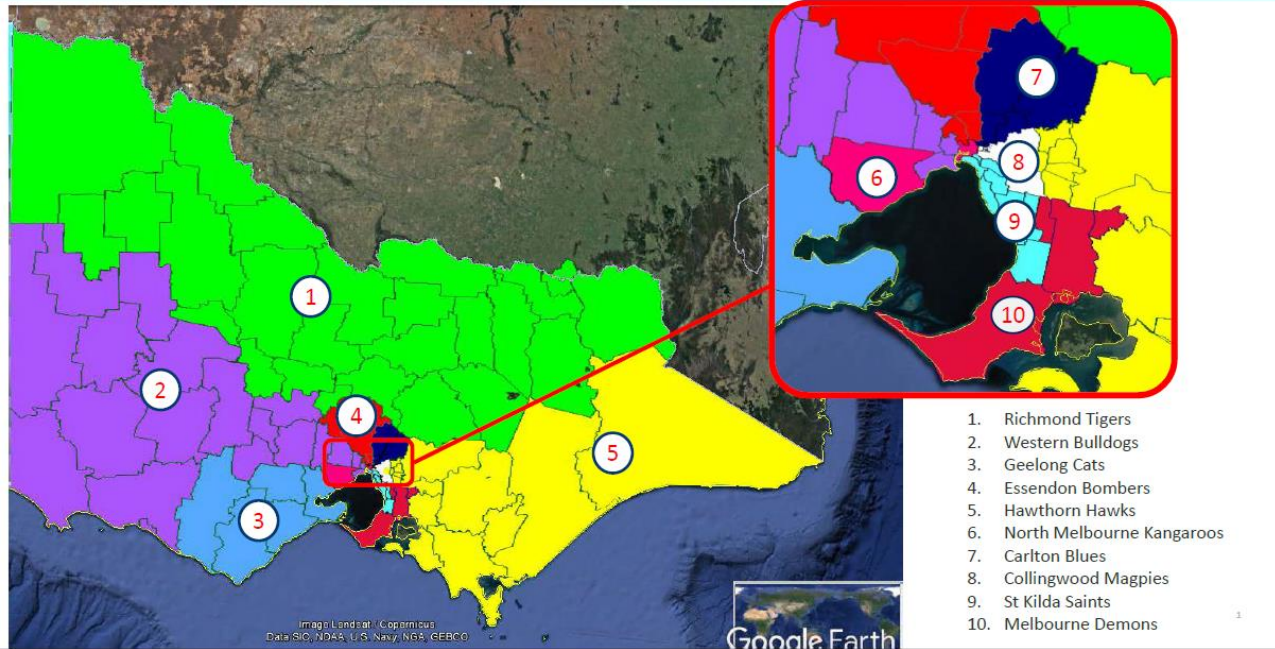 1
2
3
4
5
7
6
8
9
10
Image Landsat / Copernicus
Data SIO, NOAA, U.S. Navy, NGA, GEBCO
Google Earth
1. Richmond Tigers
2. Western Bulldogs
3. Geelong Cats
4. Essendon Bombers
5. Hawthorn Hawks
6. North Melbourne Kangaroos
7. Carlton Blues
8. Collingwood Magpies
9. St Kilda Saints
10. Melbourne Demons
1